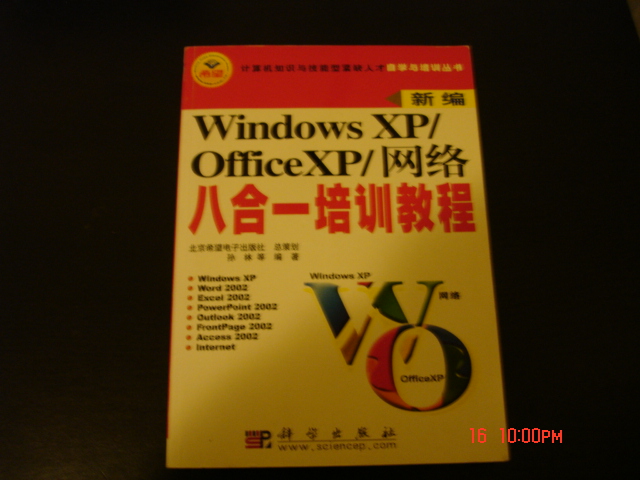 希望
计算机知识与技能型紧缺人才自学与培训丛书
新编
Windows XP/
OfficeXP/网络
八合一培训教程
北京希望电子出版社 总策划
孙林等 编著
Windows XP
Word 2002
Excel 2002
PowerPoint 2002
Outlook 2002
FrontPage 2002
Access 2002
Internet
Windows XP
网络
OfficeXP
科学出版社
www.sciencep.com
16 10:00PM